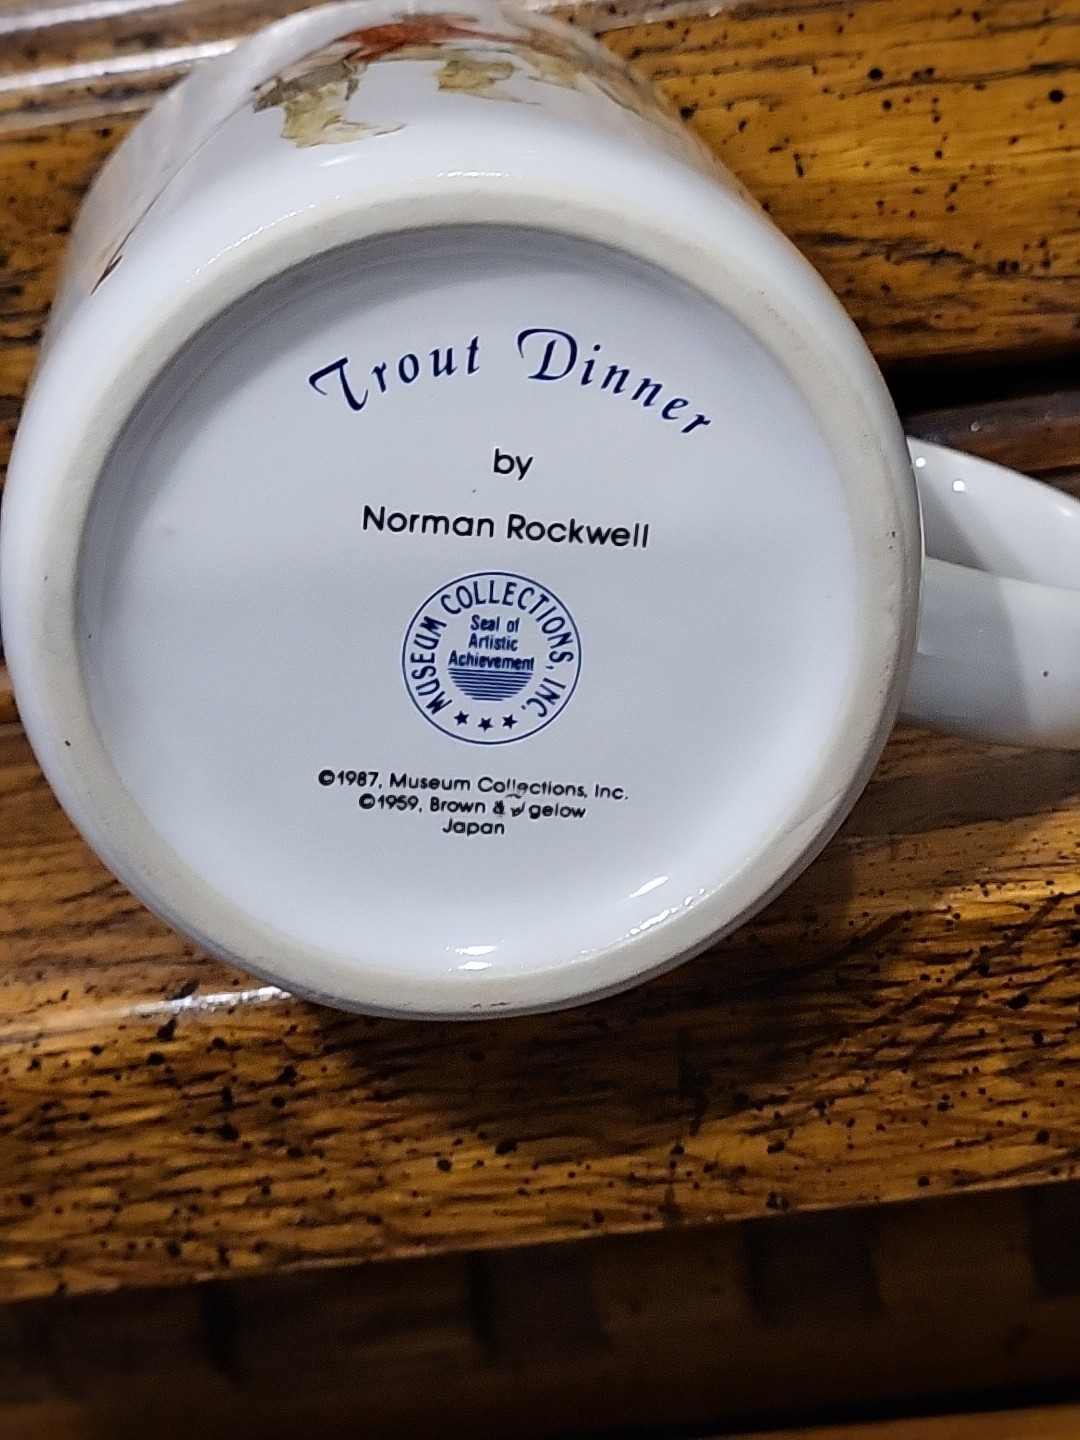 Trout Dinner
by
Norman Rockwell
MUSEUM COLLECTIONS, INC.
Seal of
Artistic
Achievement
©1987, Museum Collections, Inc.
©1959, Brown &
Japan